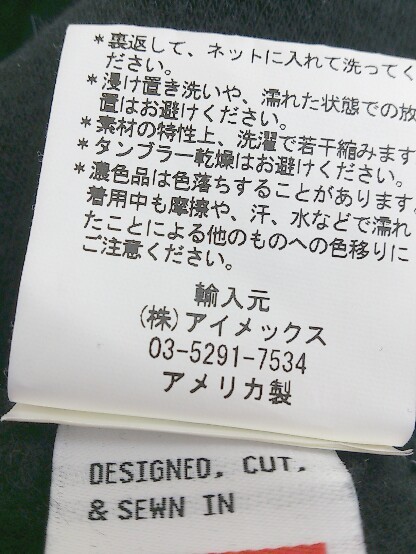 *裏返して、ネットに入れて洗ってく
ださい。
*浸け置き洗いや、濡れた状態での放
置はお避けください。
*素材の特性上、洗濯で若干縮みます
*タンブラー乾燥はお避けください。
*濃色品は色落ちすることがあります。
着用中も摩擦や、汗、水などで濡れ
たことによる他のものへの色移りに
ご注意ください。
輸入元
(株)アイメックス
03-5291-7534
アメリカ製
DESIGNED, CUT,
& SEWN IN